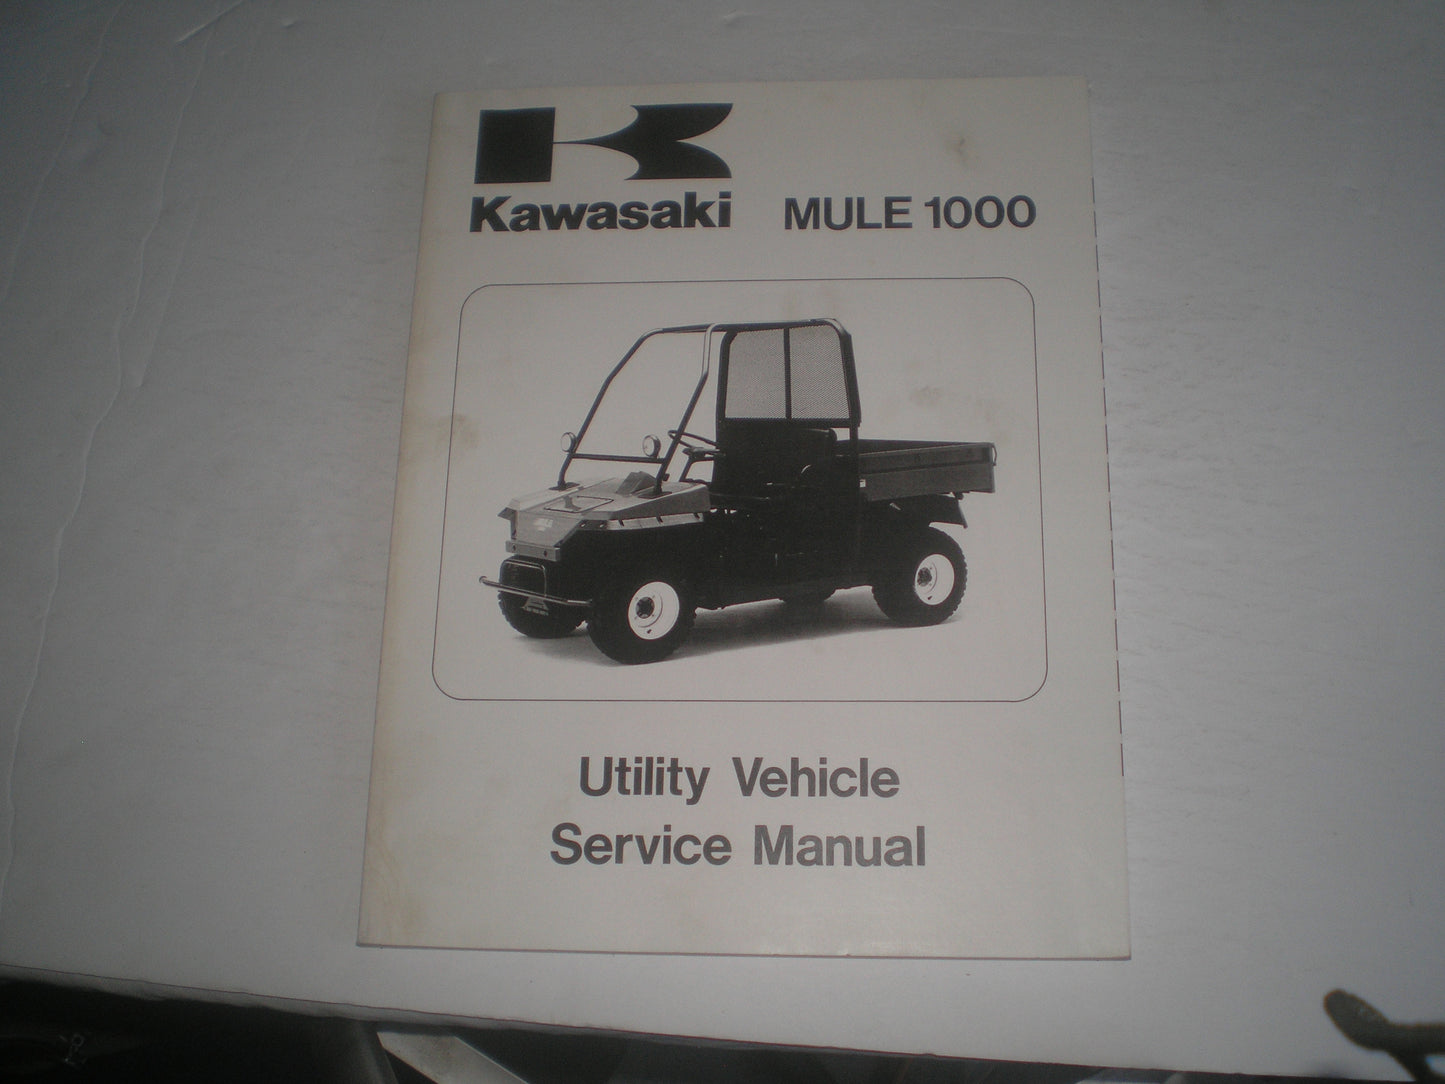 Kawasaki MULE 1000
Utility Vehicle
Service Manual